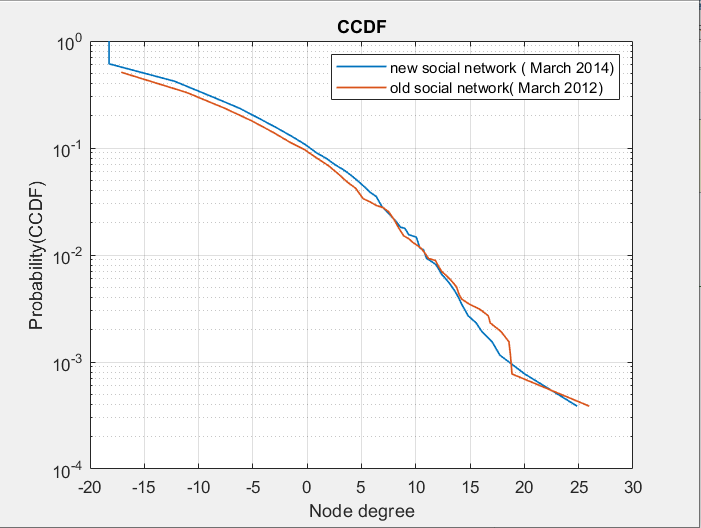 CCDF
10^0
new social network ( March 2014)
old social network( March 2012)
10^-1
Probability(CCDF)
10^-2
10^-3
10^-4
-20 -15 -10 -5 0 5 10 15 20 25 30
Node degree